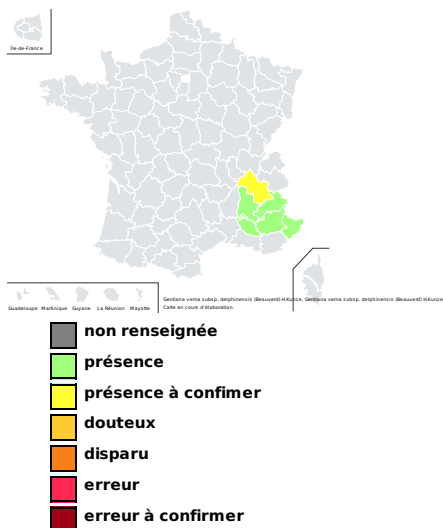 Île-de-France
Guadeloupe Martinique Guyane La Réunion Mayotte
Gentiana verna subsp. delphinensis (Beauverd) H.Kunze, Gentiana verna subsp. delphinensis (Beauverd) H.Kunze
Carte en cours d'élaboration.
non renseignée
présence
présence à confimer
douteux
disparu
erreur
erreur à confirmer